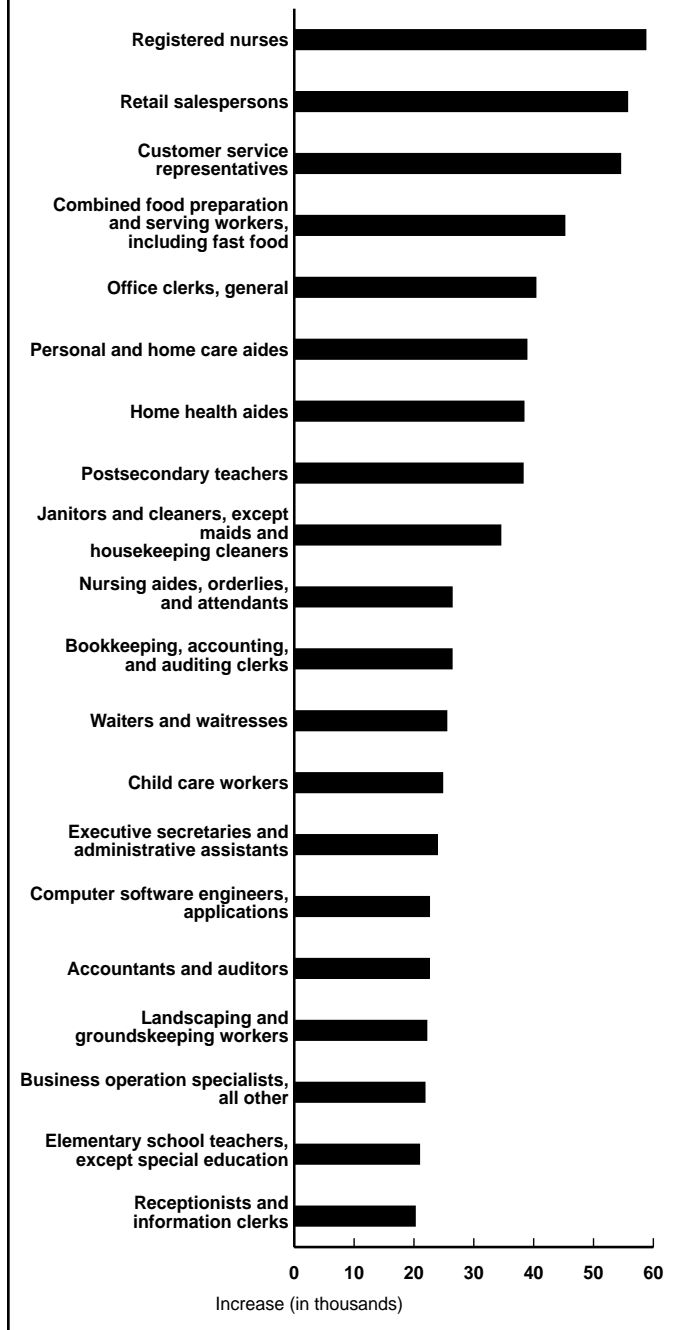 Registered nurses
Retail salespersons
Customer service
representatives
Combined food preparation
and serving workers,
including fast food
Office clerks, general
Personal and home care aides
Home health aides
Postsecondary teachers
Janitors and cleaners, except
maids and
housekeeping cleaners
Nursing aides, orderlies,
and attendants
Bookkeeping, accounting,
and auditing clerks
Waiters and waitresses
Child care workers
Executive secretaries and
administrative assistants
Computer software engineers,
applications
Accountants and auditors
Landscaping and
groundskeeping workers
Business operation specialists,
all other
Elementary school teachers,
except special education
Receptionists and
information clerks
0 10 20 30 40 50 60
Increase (in thousands)